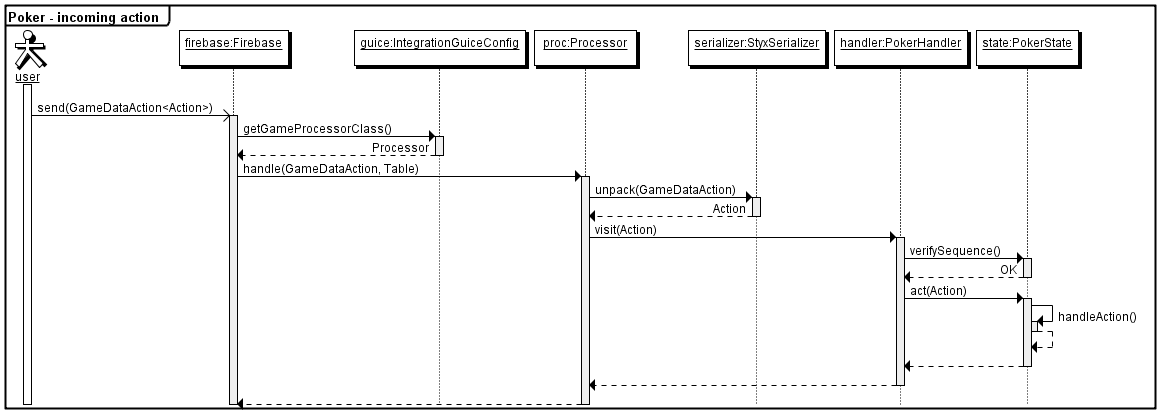 Poker - incoming action
user
firebase:Firebase
guice:IntegrationGuiceConfig
proc:Processor
serializer:StyxSerializer
handler:PokerHandler
state:PokerState
send(GameDataAction<Action>)
getGameProcessorClass()
Processor
handle(GameDataAction, Table)
unpack(GameDataAction)
Action
visit(Action)
verifySequence()
OK
act(Action)
handleAction()